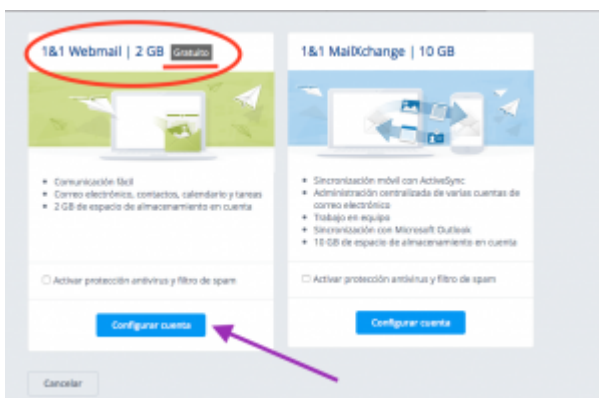 1&1 Webmail | 2 GB Gratuito
Comunicación fácil
Correo electrónico, contactos, calendario y tareas
2 GB de espacio de almacenamiento en cuenta
Activar protección antivirus y filtro de spam
Configurar cuenta
1&1 MailXchange | 10 GB
Sincronización móvil con ActiveSync
Administración centralizada de varias cuentas de
correo electrónico
Trabajo en equipo
Sincronización con Microsoft Outlook
10 GB de espacio de almacenamiento en cuenta
Activar protección antivirus y filtro de spam
Configurar cuenta
Cancelar